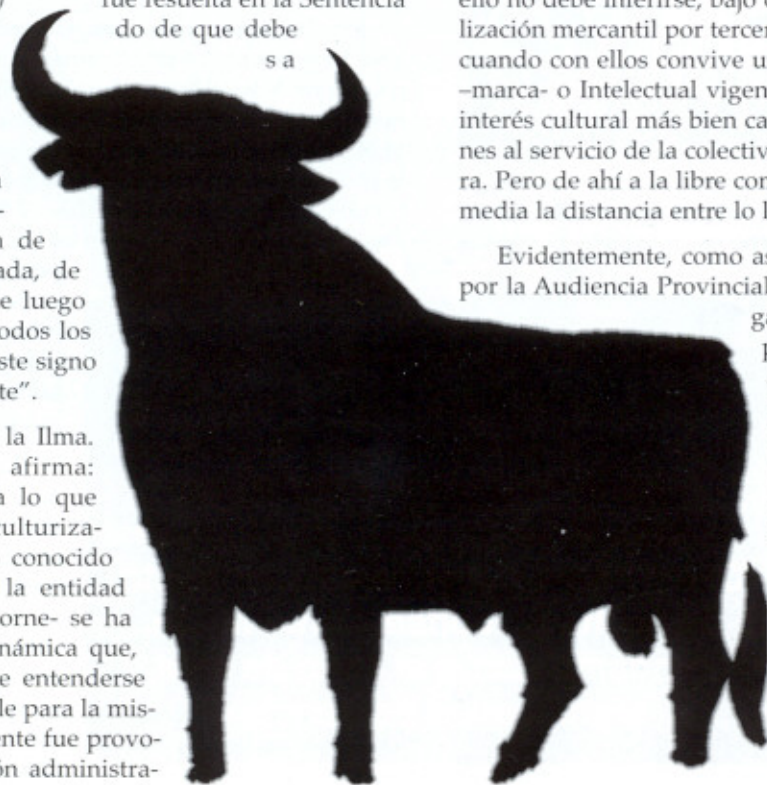 fue resuelta en la Sentencia
do de que debe
s a
de
ada, de
e luego
odos los
ste signo
te”.
la Ilma.
afirma:
a lo que
ulturiza-
conocido
la entidad
orne- se ha
námica que,
e entenderse
le para la mis-
nte fue provo-
ón administra-
ello no debe inferirse, bajo
lización mercantil por tercer
cuando con ellos convive u
–marca- o Intelectual vigen
interés cultural más bien ca
nes al servicio de la colectiv
ra. Pero de ahí a la libre con
media la distancia entre lo l
Evidentemente, como as
por la Audiencia Provincial
g